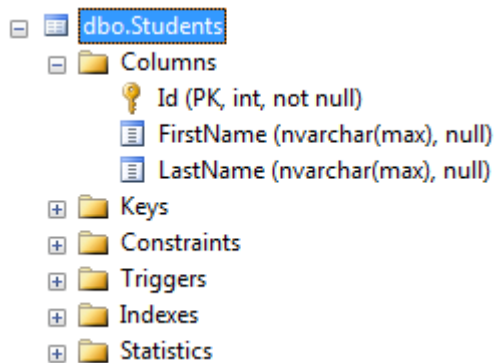 dbo.Students
Columns
Id (PK, int, not null)
FirstName (nvarchar(max), null)
LastName (nvarchar(max), null)
Keys
Constraints
Triggers
Indexes
Statistics